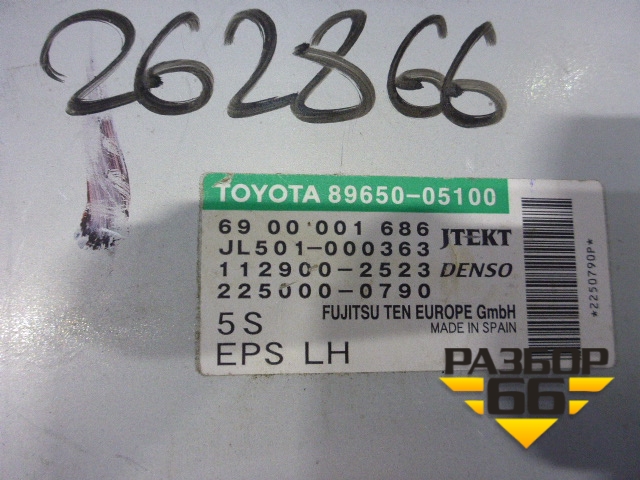 262866
TOYOTA 89650-05100
69 00 001 686 JTEKT
JL501-000363
112900-2523 DENSO
225000-0790
FUJITSU TEN EUROPE GmbH
5S MADE IN SPAIN
EPS LH
*2250790P*
РАЗБОР
66